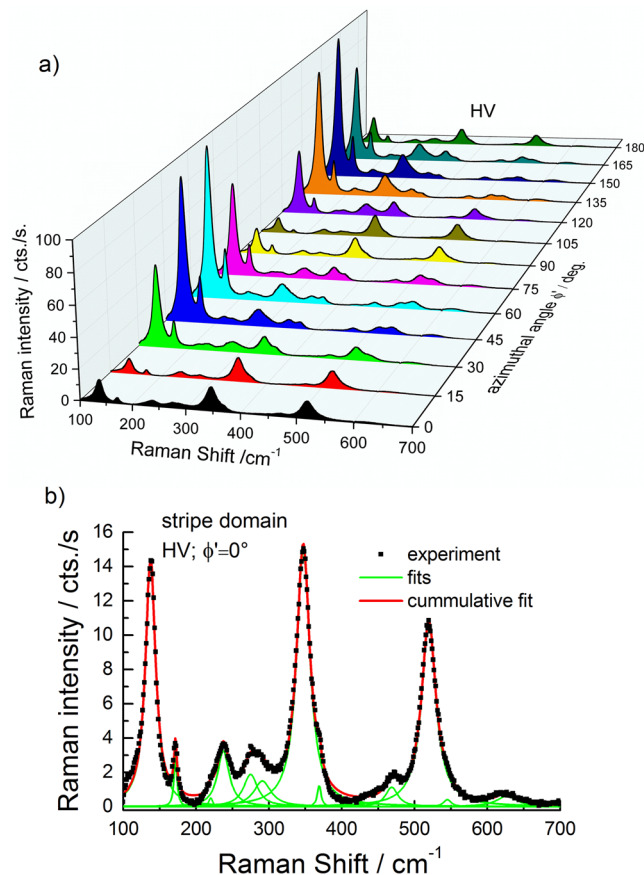 a)
HV
Raman intensity / cts./s.
100
80
60
40
20
0
100
200
300
400
500
600
700
Raman Shift /cm-1
0
15
30
45
60
75
90
105
120
135
150
165
180
azimuthal angle ϕ'/ deg.
b)
stripe domain
HV; ϕ'=0°
experiment
fits
cummulative fit
Raman intensity / cts./s
16
14
12
10
8
6
4
2
0
100 200 300 400 500 600 700
Raman Shift / cm-1